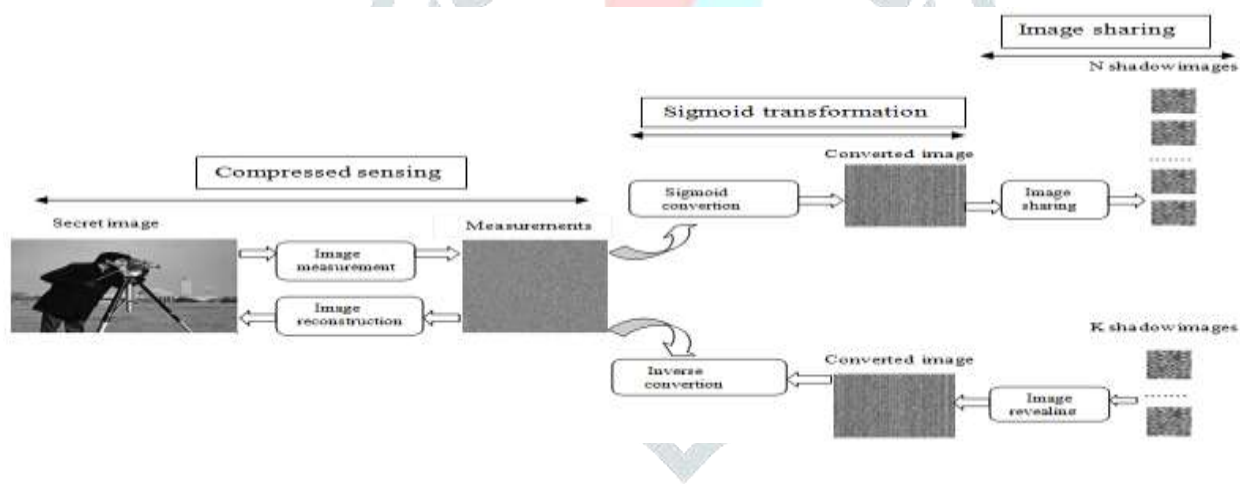 Image sharing
N shadow images
Sigmoid transformation
Converted image
Compressed sensing
Sigmoid
convertion
Image
sharing
Secret image
Measurements
Image
measurement
Image
reconstruction
K shadow images
Converted image
Inverse
convertion
Image
revealing